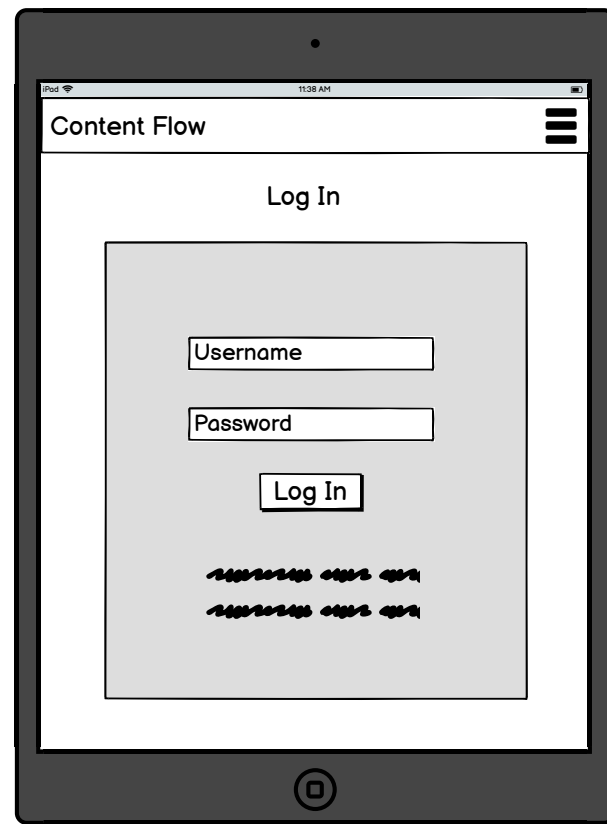 iPad 11:38 AM
Content Flow
Log In
Username
Password
Log In